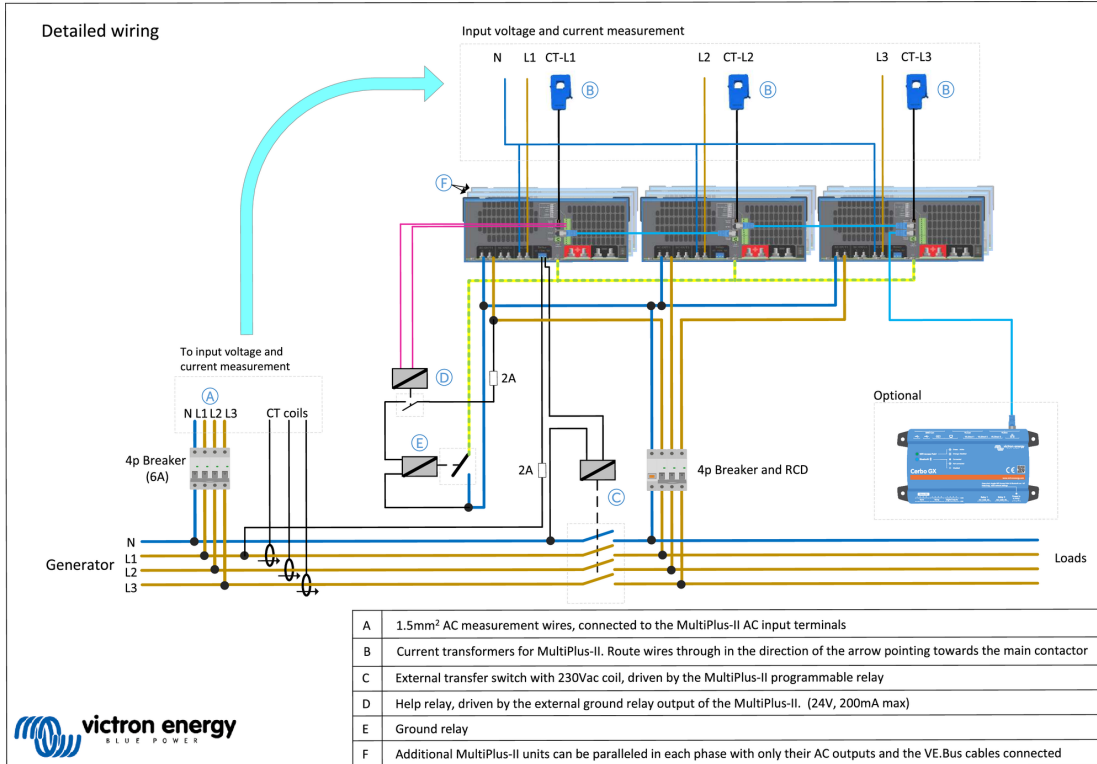 Detailed wiring
Input voltage and current measurement
N L1 CT-L1 L2 CT-L2 L3 CT-L3
B B B
F
To input voltage and
current measurement
A
N L1 L2 L3 CT coils
4p Breaker
(6A)
D
2A
E
2A
C
4p Breaker and RCD
Optional
victron energy
Cerbo GX
N
L1
L2
L3
Generator
Loads
A 1.5mm² AC measurement wires, connected to the MultiPlus-II AC input terminals
B Current transformers for MultiPlus-II. Route wires through in the direction of the arrow pointing towards the main contactor
C External transfer switch with 230Vac coil, driven by the MultiPlus-II programmable relay
D Help relay, driven by the external ground relay output of the MultiPlus-II. (24V, 200mA max)
E Ground relay
F Additional MultiPlus-II units can be paralleled in each phase with only their AC outputs and the VE.Bus cables connected
victron energy
BLUE POWER